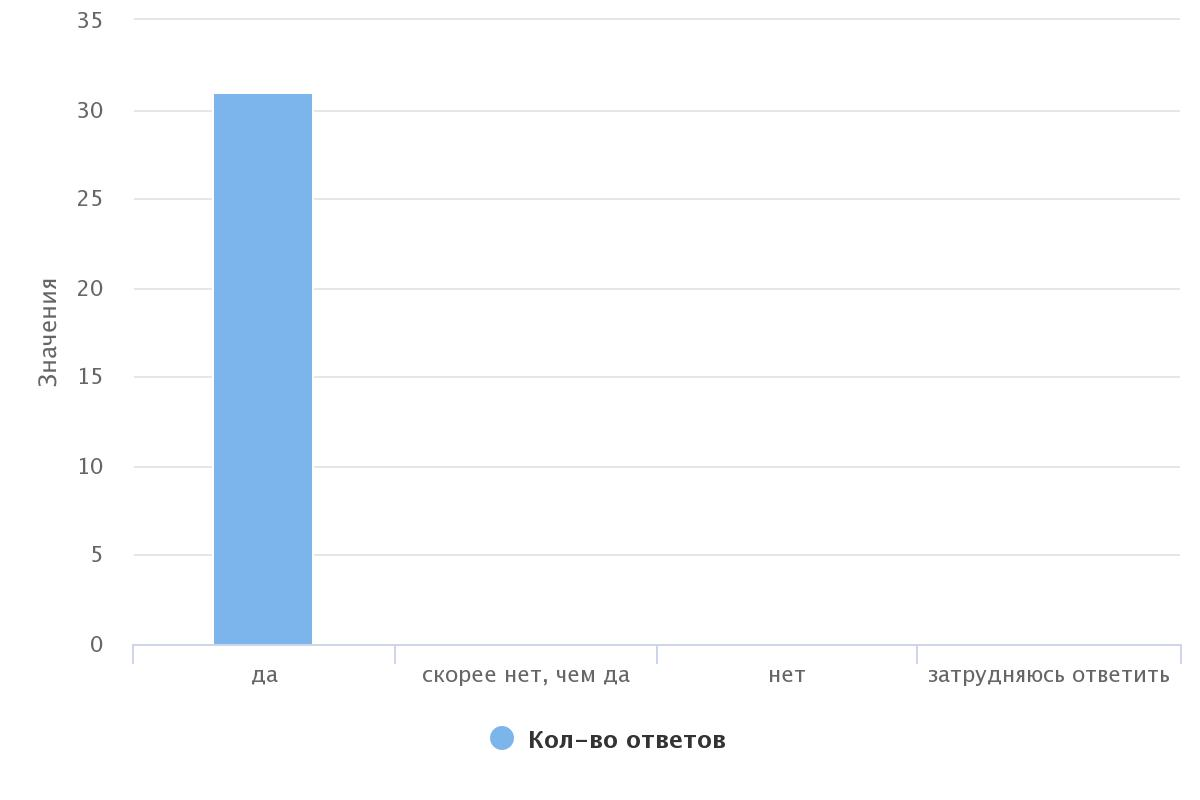 35
30
25
20
15
10
5
0
Значения
да
скорее нет, чем да
нет
затрудняюсь ответить
Кол-во ответов